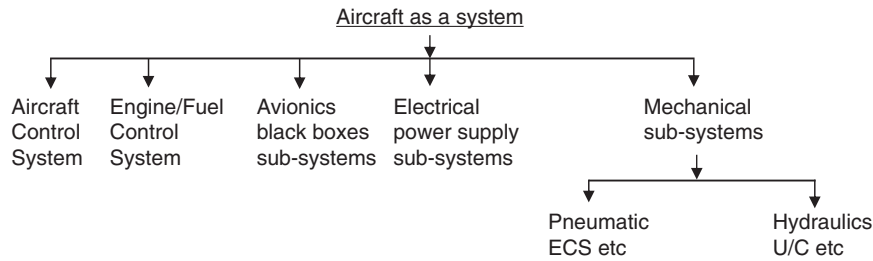 Aircraft as a system
Aircraft
Control
System
Engine/Fuel
Control
System
Avionics
black boxes
sub-systems
Electrical
power supply
sub-systems
Mechanical
sub-systems
Pneumatic
ECS etc
Hydraulics
U/C etc